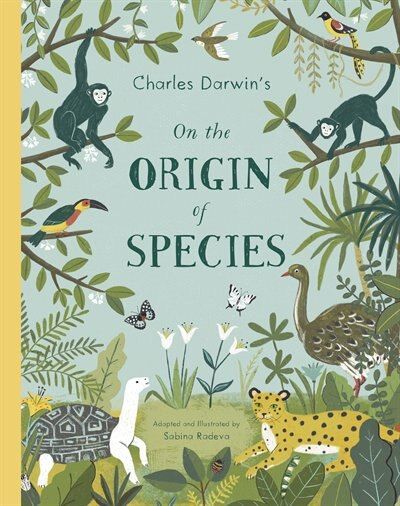 Charles Darwin's
On the
ORIGIN
of
SPECIES
Adapted and Illustrated by
Sabina Radeva